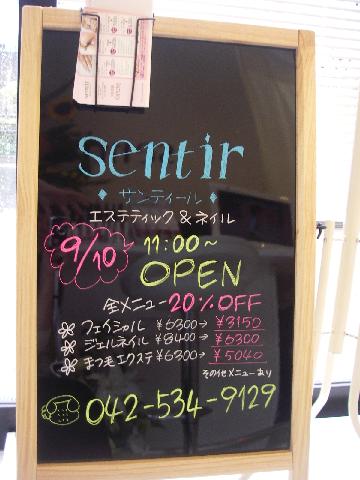 sentir
サンティール
エステティック & ネイル
9/10 11:00~
OPEN
全メニュー 20%OFF
フェイシャル ¥6300→ ¥3150
ジェルネイル ¥8400→ ¥6300
まつ毛エクステ ¥6300→ ¥5040
その他メニューあり
042-534-9129